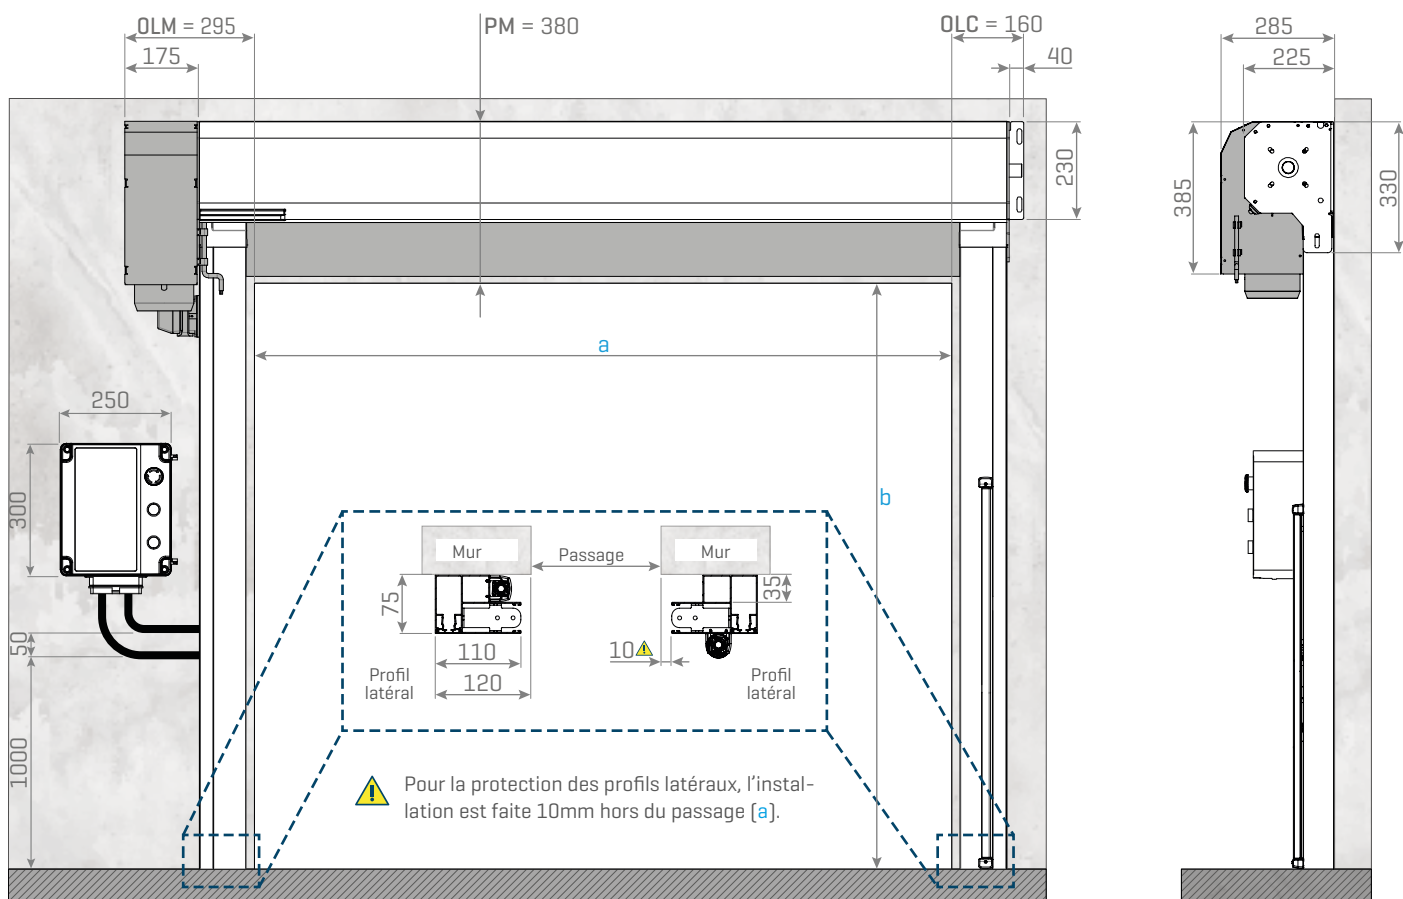 OLM = 295
PM = 380
OLC = 160
285
175
40
225
230
385
330
a
250
300
b
Mur
Passage
Mur
75
35
110
10
Profil
latéral
120
Profil
latéral
50
1000
Pour la protection des profils latéraux, l'instal-
lation est faite 10mm hors du passage (a).